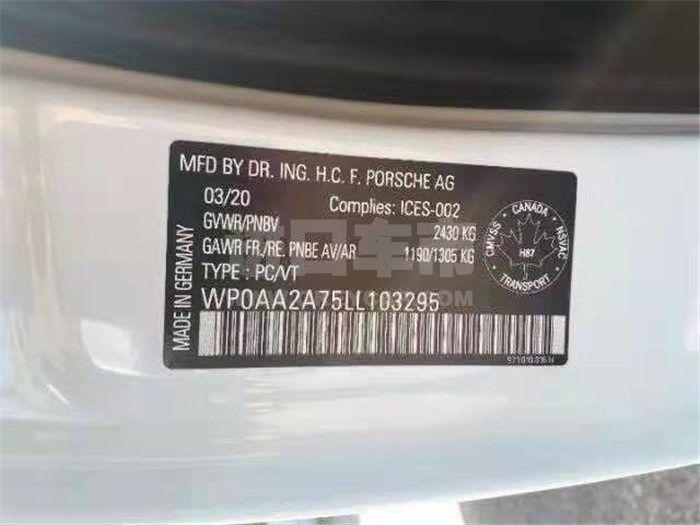 MFD BY DR. ING. H.C. F. PORSCHE AG
03/20 Complies: ICES-002
GVWR/PNBV 2430 KG
GAWR FR./RE. PNBE AV/AR 1190/1305 KG
TYPE : PC/VT
WP0AA2A75LL103295
MADE IN GERMANY
CANADA
CMVSS
NSVAC
H87
TRANSPORT